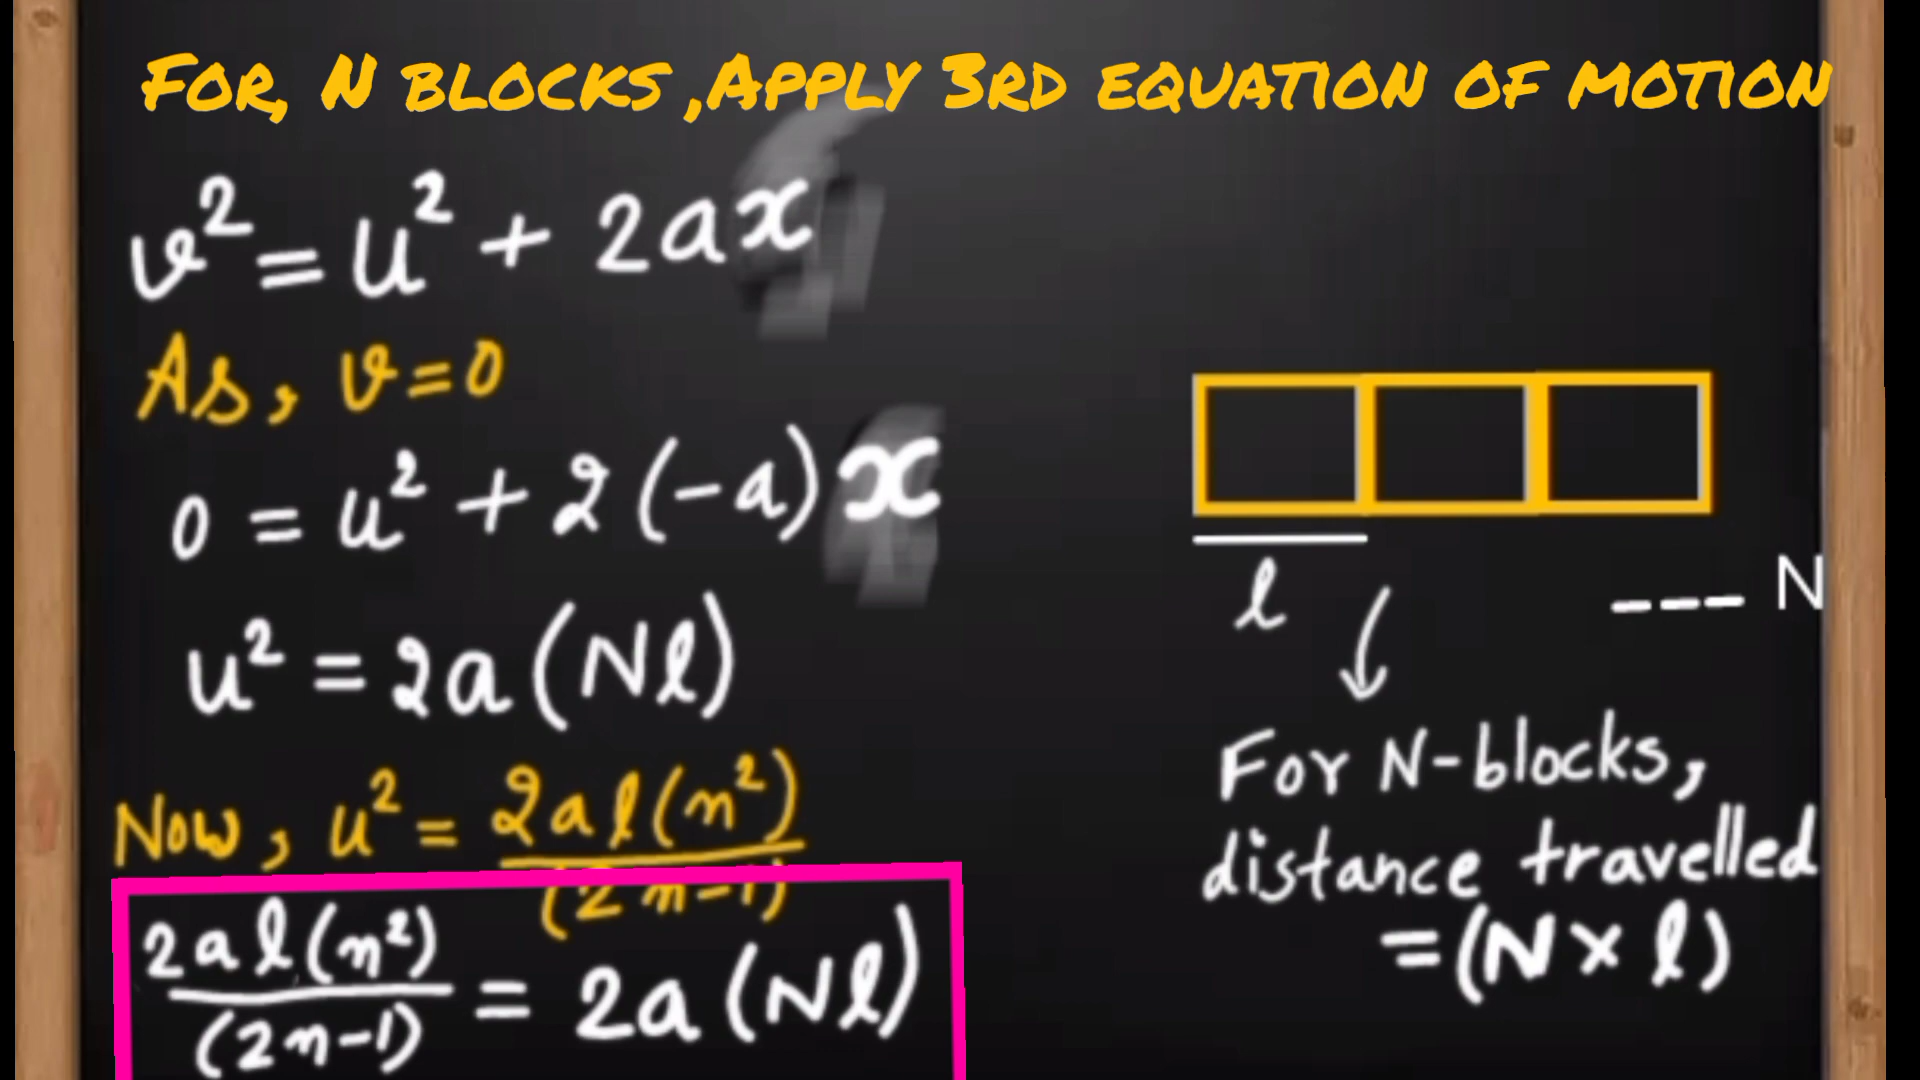 FOR, N BLOCKS ,APPLY 3RD EQUATION OF MOTION
v² = u² + 2ax
As, v=0
0 = u² + 2(-a)x
u² = 2a(Nl)
Now, u² = 2al(n²)/(2n-1)
2al(n²)/(2n-1) = 2a(Nl)
l
--- N
For N-blocks,
distance travelled
=(N×l)